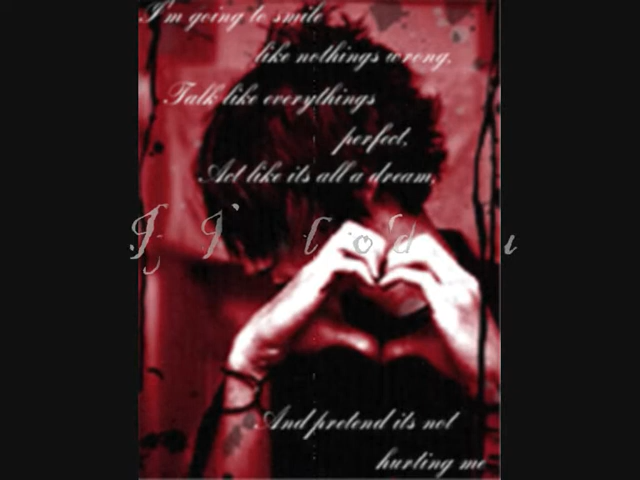 I'm going to smile
like nothings wrong.
Talk like everythings
perfect.
Act like its all a dream,
And pretend its not
hurting me